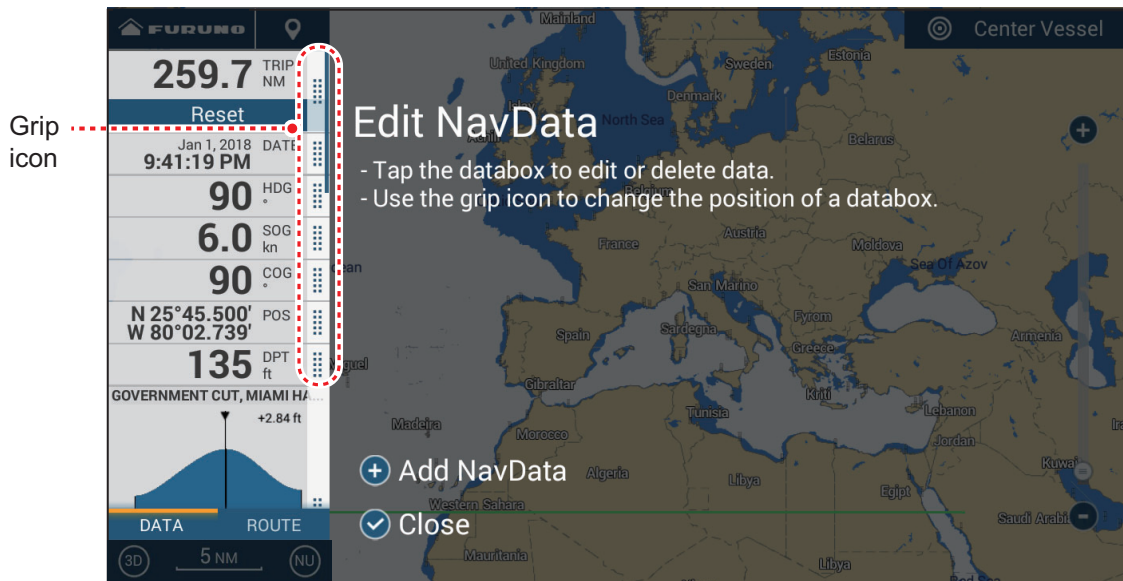 Grip
icon
FURUNO
259.7 TRIP
NM
Reset
Jan 1, 2018 DATE
9:41:19 PM
90 HDG
°
6.0 SOG
kn
90 COG
°
N 25°45.500' POS
W 80°02.739'
135 DPT
ft
GOVERNMENT CUT, MIAMI HA...
+2.84 ft
DATA ROUTE
3D 5 NM NU
Center Vessel
Edit NavData
- Tap the databox to edit or delete data.
- Use the grip icon to change the position of a databox.
Add NavData
Close
Mainland
United Kingdom
Sweden
Estonia
Denmark
North Sea
Belarus
Belgium
France
Austria
Moldova
Sea Of Azov
San Marino
Spain
Sardegna
Fyrom
Greece
Armenia
Gibraltar
Kriti
Madeira
Tunisia
Lebanon
Morocco
Jordan
Algeria
Libya
Egipt
Kuwai
Western Sahara
Saudi Arabi
Mauritania
Libya
Red Sea